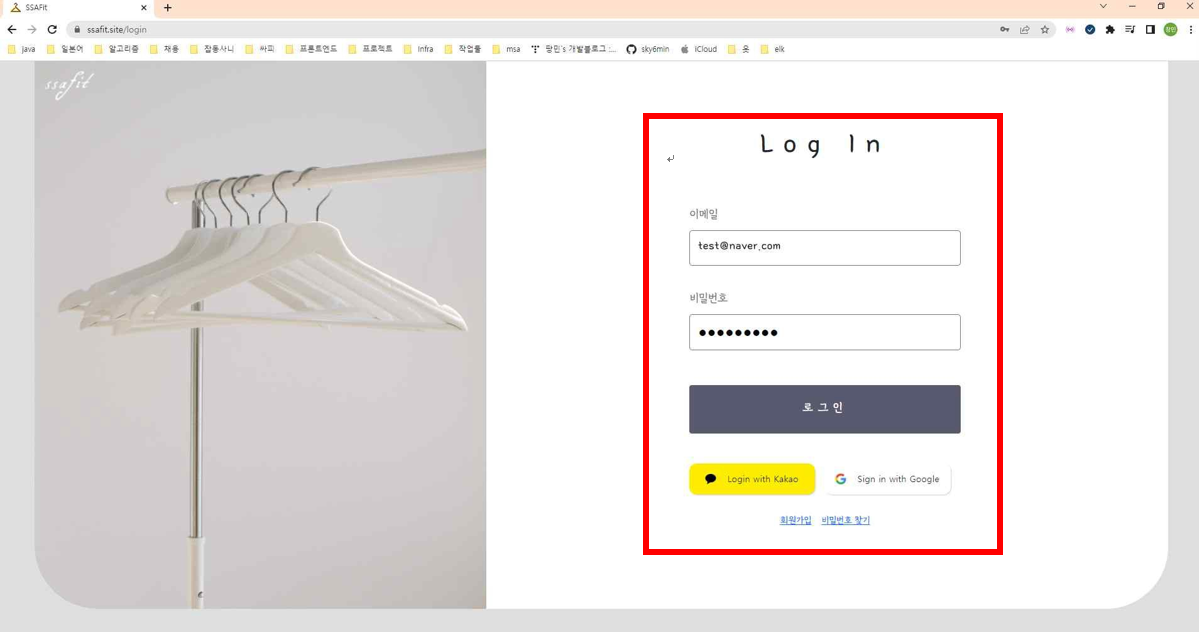 SSAFit
ssafit.site/login
java 일본어 알고리즘 채용 잡동사니 싸피 프론트엔드 프로젝트 Infra 작업툴 msa 땅민's 개발블로그 :... sky6min iCloud 옷 elk
ssafit
Log In
이메일
test@naver.com
비밀번호
로그인
Login with Kakao Sign in with Google
회원가입 비밀번호 찾기